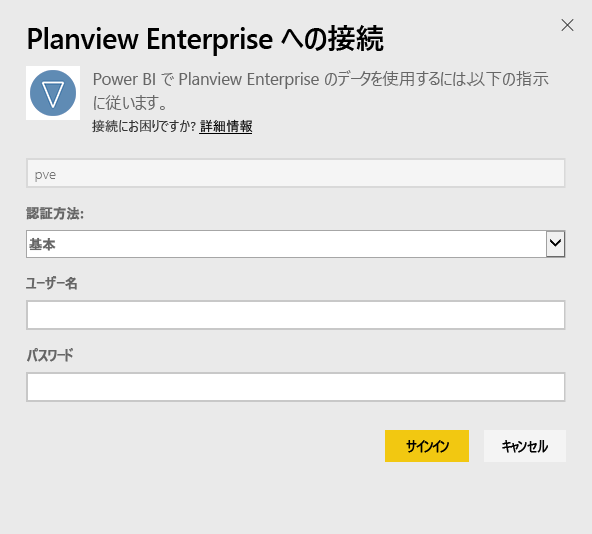 Planview Enterprise への接続
Power BI で Planview Enterprise のデータを使用するには、以下の指示
に従います。
接続にお困りですか? 詳細情報
pve
認証方法:
基本
ユーザー名
パスワード
サインイン
キャンセル